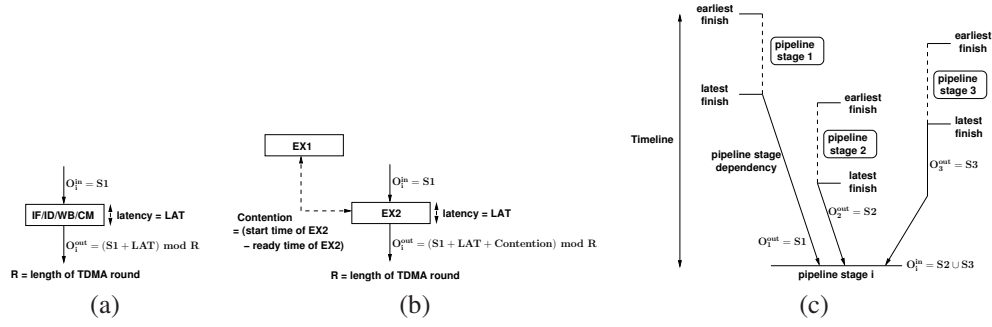 O_i^in = S1
IF/ID/WB/CM
latency = LAT
O_i^out = (S1 + LAT) mod R
R = length of TDMA round
(a)
EX1
O_i^in = S1
Contention
= (start time of EX2
− ready time of EX2)
EX2
latency = LAT
O_i^out = (S1 + LAT + Contention) mod R
R = length of TDMA round
(b)
Timeline
earliest
finish
pipeline
stage 1
latest
finish
pipeline stage
dependency
O_1^out = S1
earliest
finish
pipeline
stage 2
latest
finish
O_2^out = S2
earliest
finish
pipeline
stage 3
latest
finish
O_3^out = S3
pipeline stage i
O_i^in = S2 ∪ S3
(c)